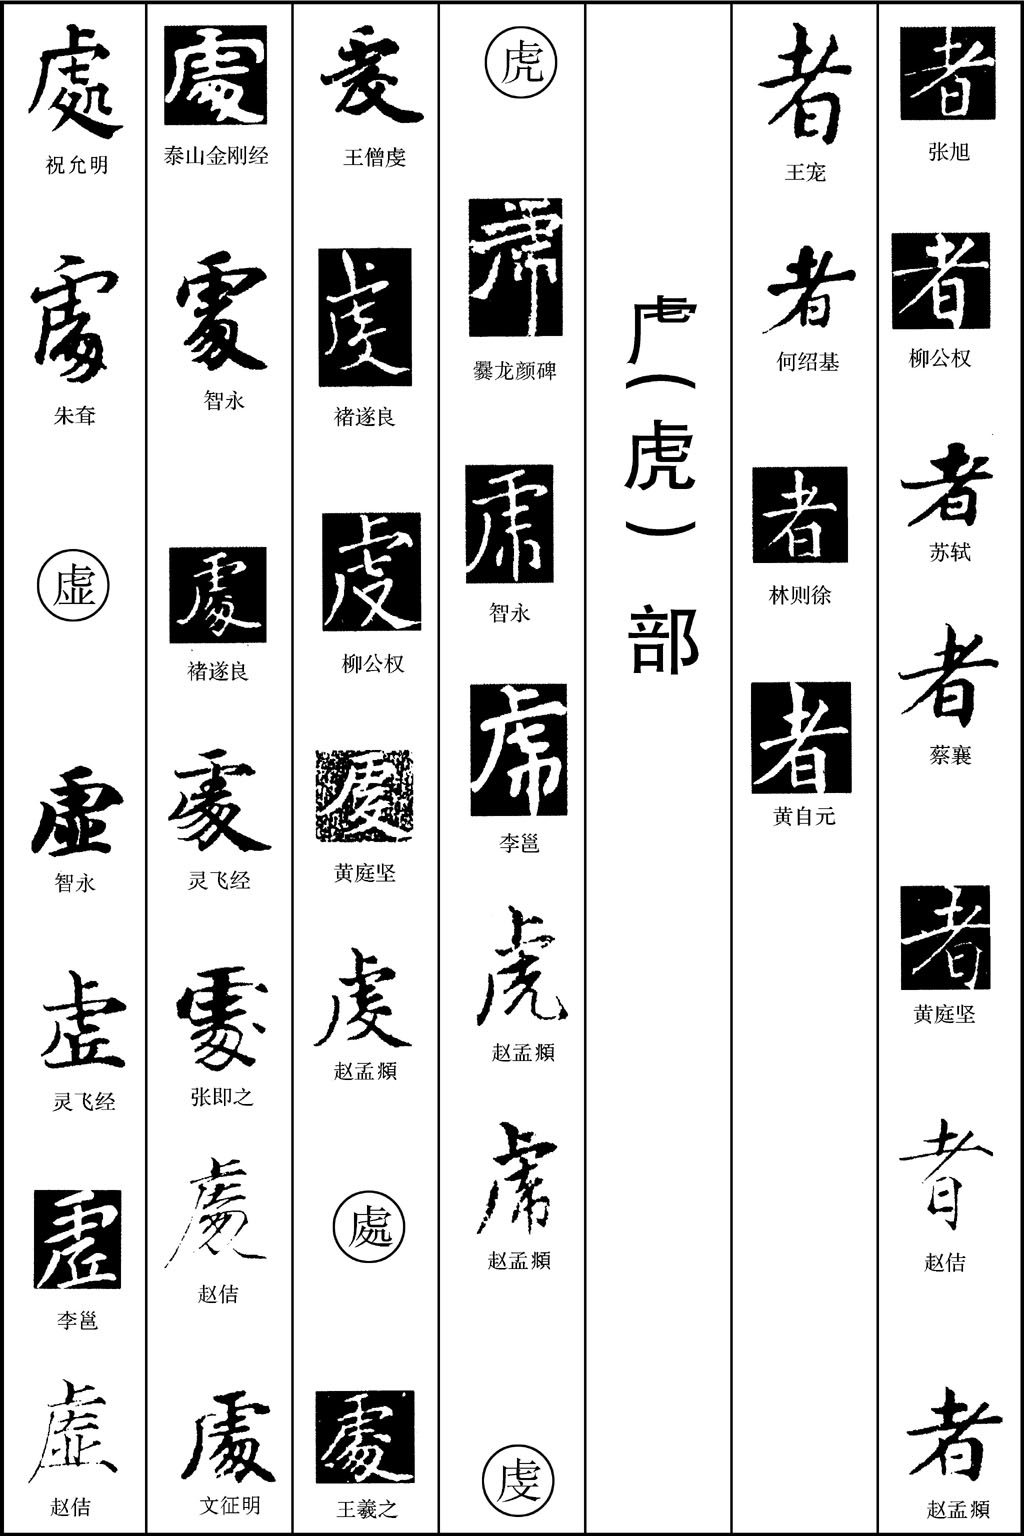 者
张旭
者
柳公权
者
苏轼
者
蔡襄
者
黄庭坚
者
赵佶
者
赵孟頫
者
王宠
者
何绍基
者
林则徐
者
黄自元
虍(虎)部
虎
虎
爨龙颜碑
虎
智永
虎
李邕
虎
赵孟頫
虎
赵孟頫
虔
虔
王僧虔
虔
褚遂良
虔
柳公权
虔
黄庭坚
虔
赵孟頫
處
處
王羲之
處
泰山金刚经
處
智永
處
褚遂良
處
灵飞经
處
张即之
處
赵佶
處
文征明
處
祝允明
處
朱耷
虚
虚
智永
虚
灵飞经
虚
李邕
虚
赵佶